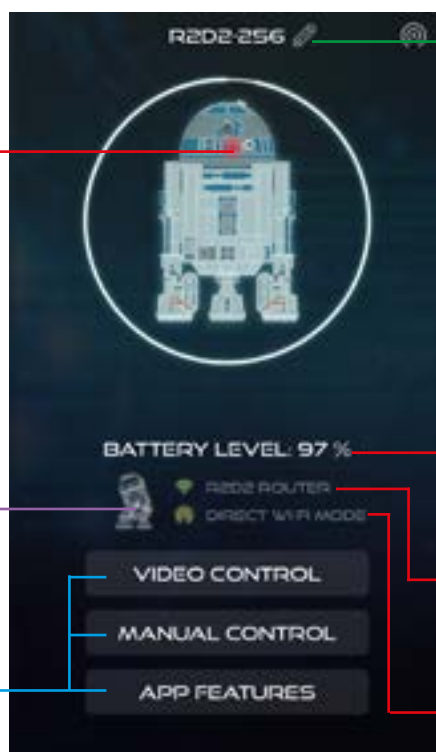 R2D2-256
BATTERY LEVEL: 97 %
R2D2 ROUTER
DIRECT WI-FI MODE
VIDEO CONTROL
MANUAL CONTROL
APP FEATURES